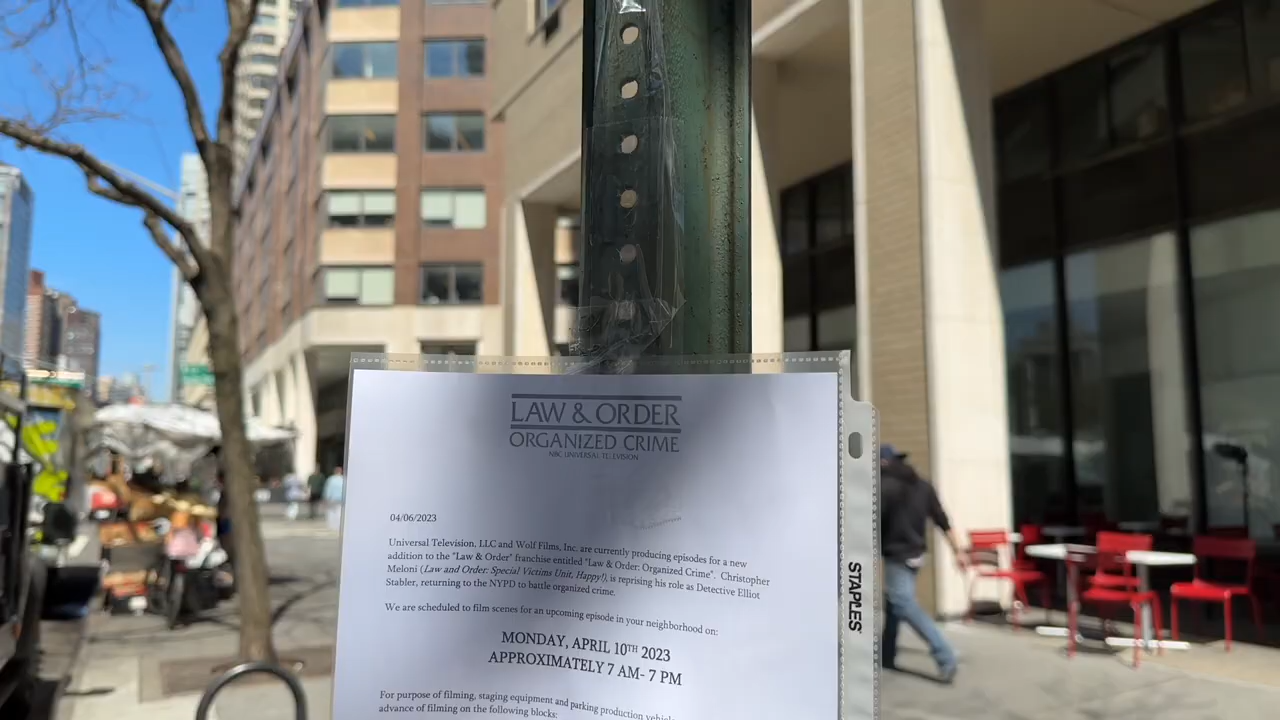 LAW & ORDER
ORGANIZED CRIME
NBC UNIVERSAL TELEVISION
04/06/2023
Universal Television, LLC and Wolf Films, Inc. are currently producing episodes for a new
addition to the "Law & Order" franchise entitled "Law & Order: Organized Crime". Christopher
Meloni (Law and Order: Special Victims Unit, Happy!), is reprising his role as Detective Elliot
Stabler, returning to the NYPD to battle organized crime.
We are scheduled to film scenes for an upcoming episode in your neighborhood on:
MONDAY, APRIL 10TH 2023
APPROXIMATELY 7 AM- 7 PM
For purpose of filming, staging equipment and parking production vehicle
advance of filming on the following blocks:
STAPLES